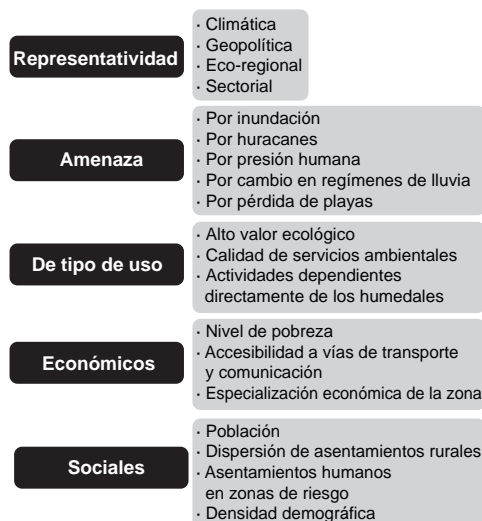 Representatividad
· Climática
· Geopolítica
· Eco-regional
· Sectorial
Amenaza
· Por inundación
· Por huracanes
· Por presión humana
· Por cambio en regímenes de lluvia
· Por pérdida de playas
De tipo de uso
· Alto valor ecológico
· Calidad de servicios ambientales
· Actividades dependientes
directamente de los humedales
Económicos
· Nivel de pobreza
· Accesibilidad a vías de transporte
y comunicación
· Especialización económica de la zona
Sociales
· Población
· Dispersión de asentamientos rurales
· Asentamientos humanos
en zonas de riesgo
· Densidad demográfica